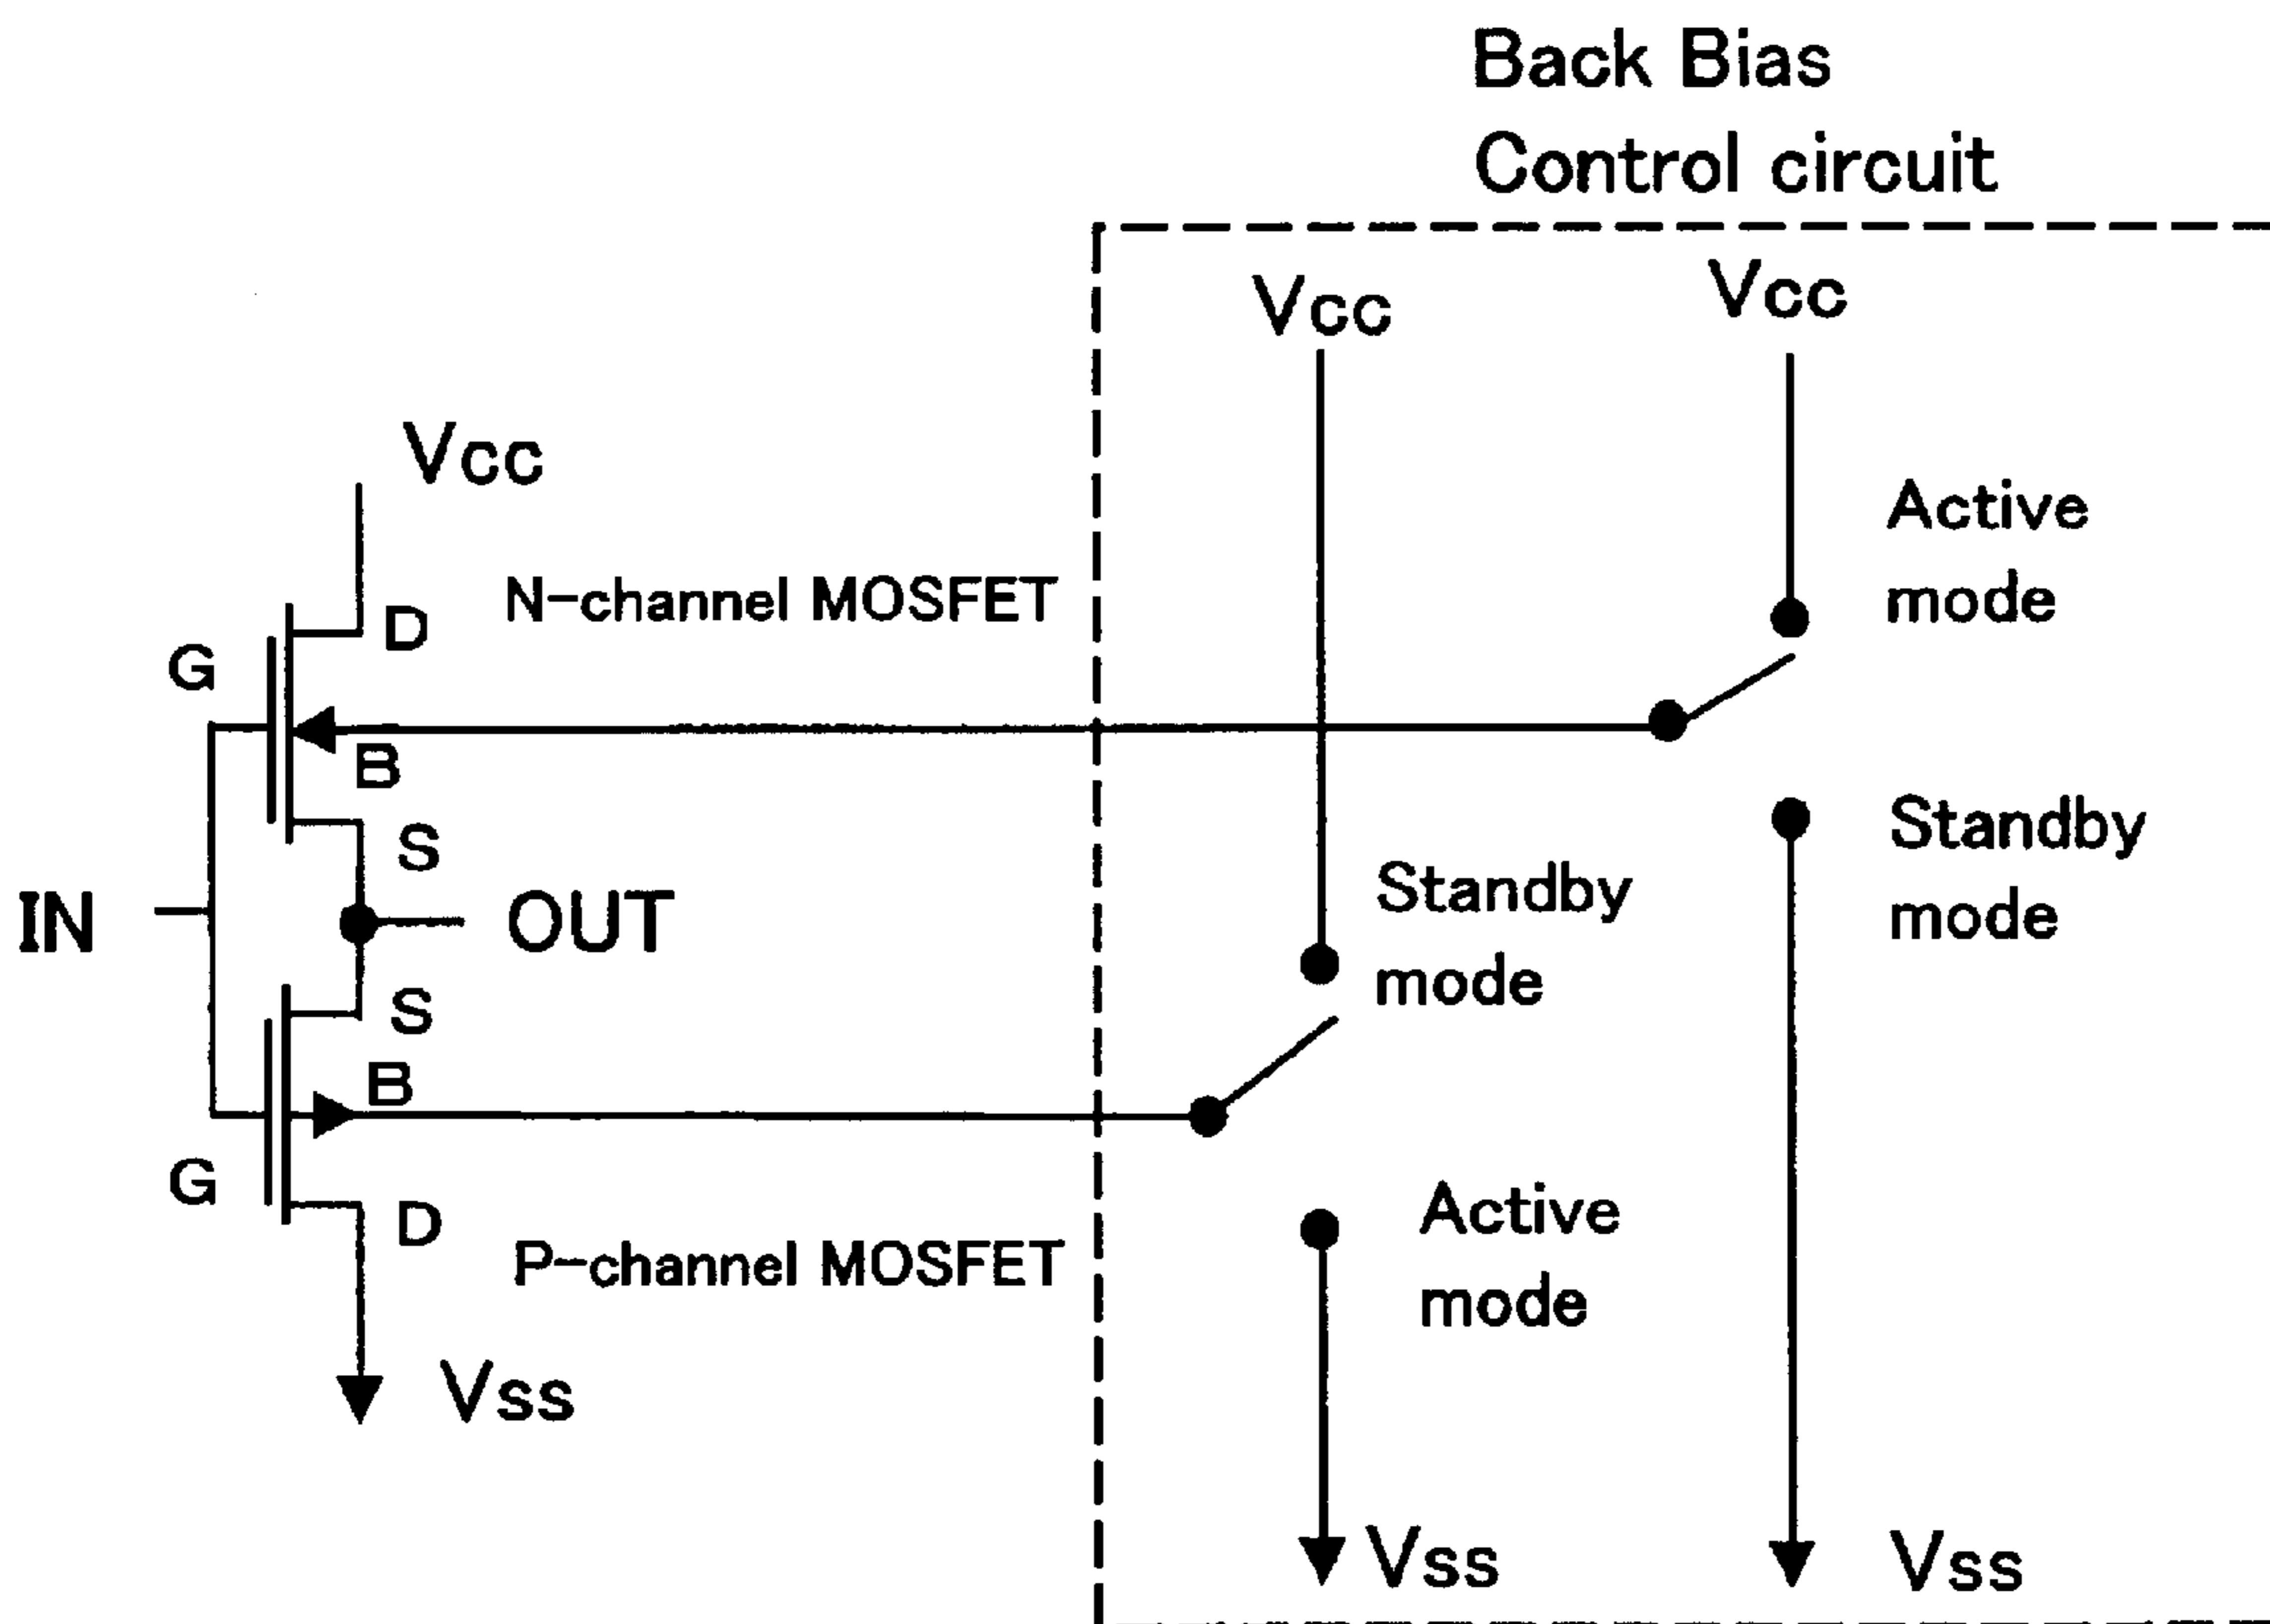 Back Bias
Control circuit
Vcc
Vcc
Vcc
Active
mode
N-channel MOSFET
D
G
B
S
Standby
mode
Standby
mode
IN
OUT
S
B
G
D
Active
mode
P-channel MOSFET
Vss
Vss
Vss